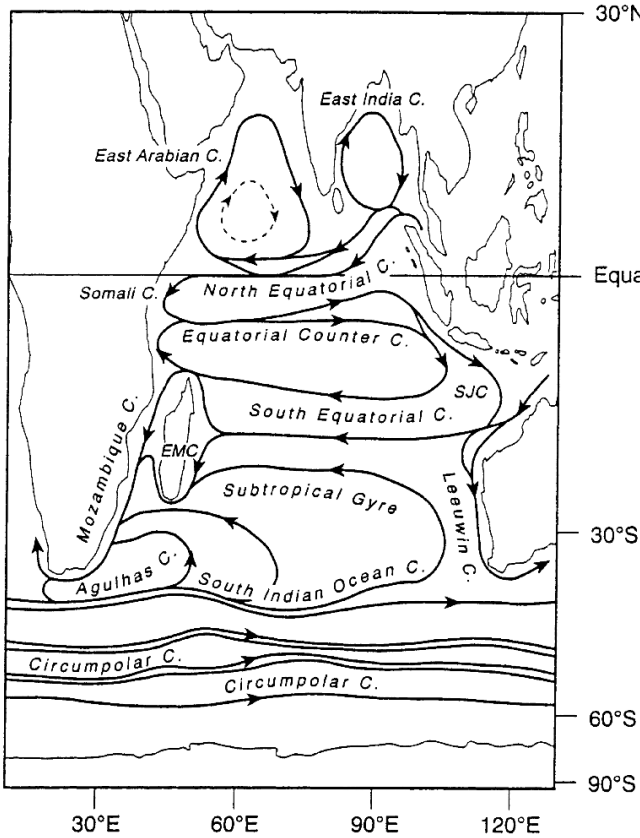 30°N
East India C.
East Arabian C.
Equa
Somali C.
North Equatorial C.
Equatorial Counter C.
SJC
South Equatorial C.
Mozambique C.
EMC
Subtropical Gyre
Leeuwin C.
30°S
Agulhas C.
South Indian Ocean C.
Circumpolar C.
Circumpolar C.
60°S
90°S
30°E
60°E
90°E
120°E